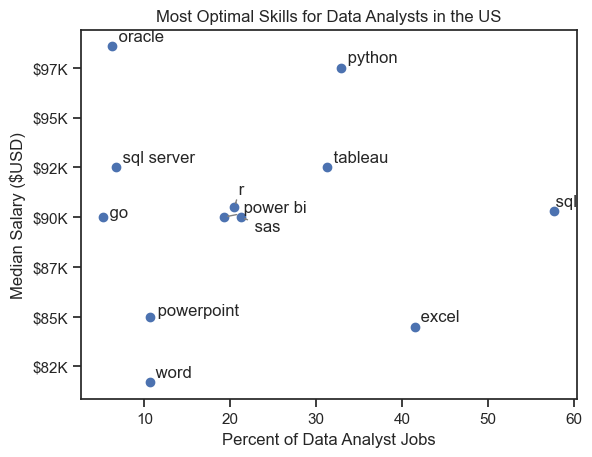 Most Optimal Skills for Data Analysts in the US
oracle
$97K
python
$95K
sql server
tableau
$92K
r
power bi
sql
go
$90K
sas
Median Salary ($USD)
$87K
powerpoint
excel
$85K
word
$82K
10 20 30 40 50 60
Percent of Data Analyst Jobs